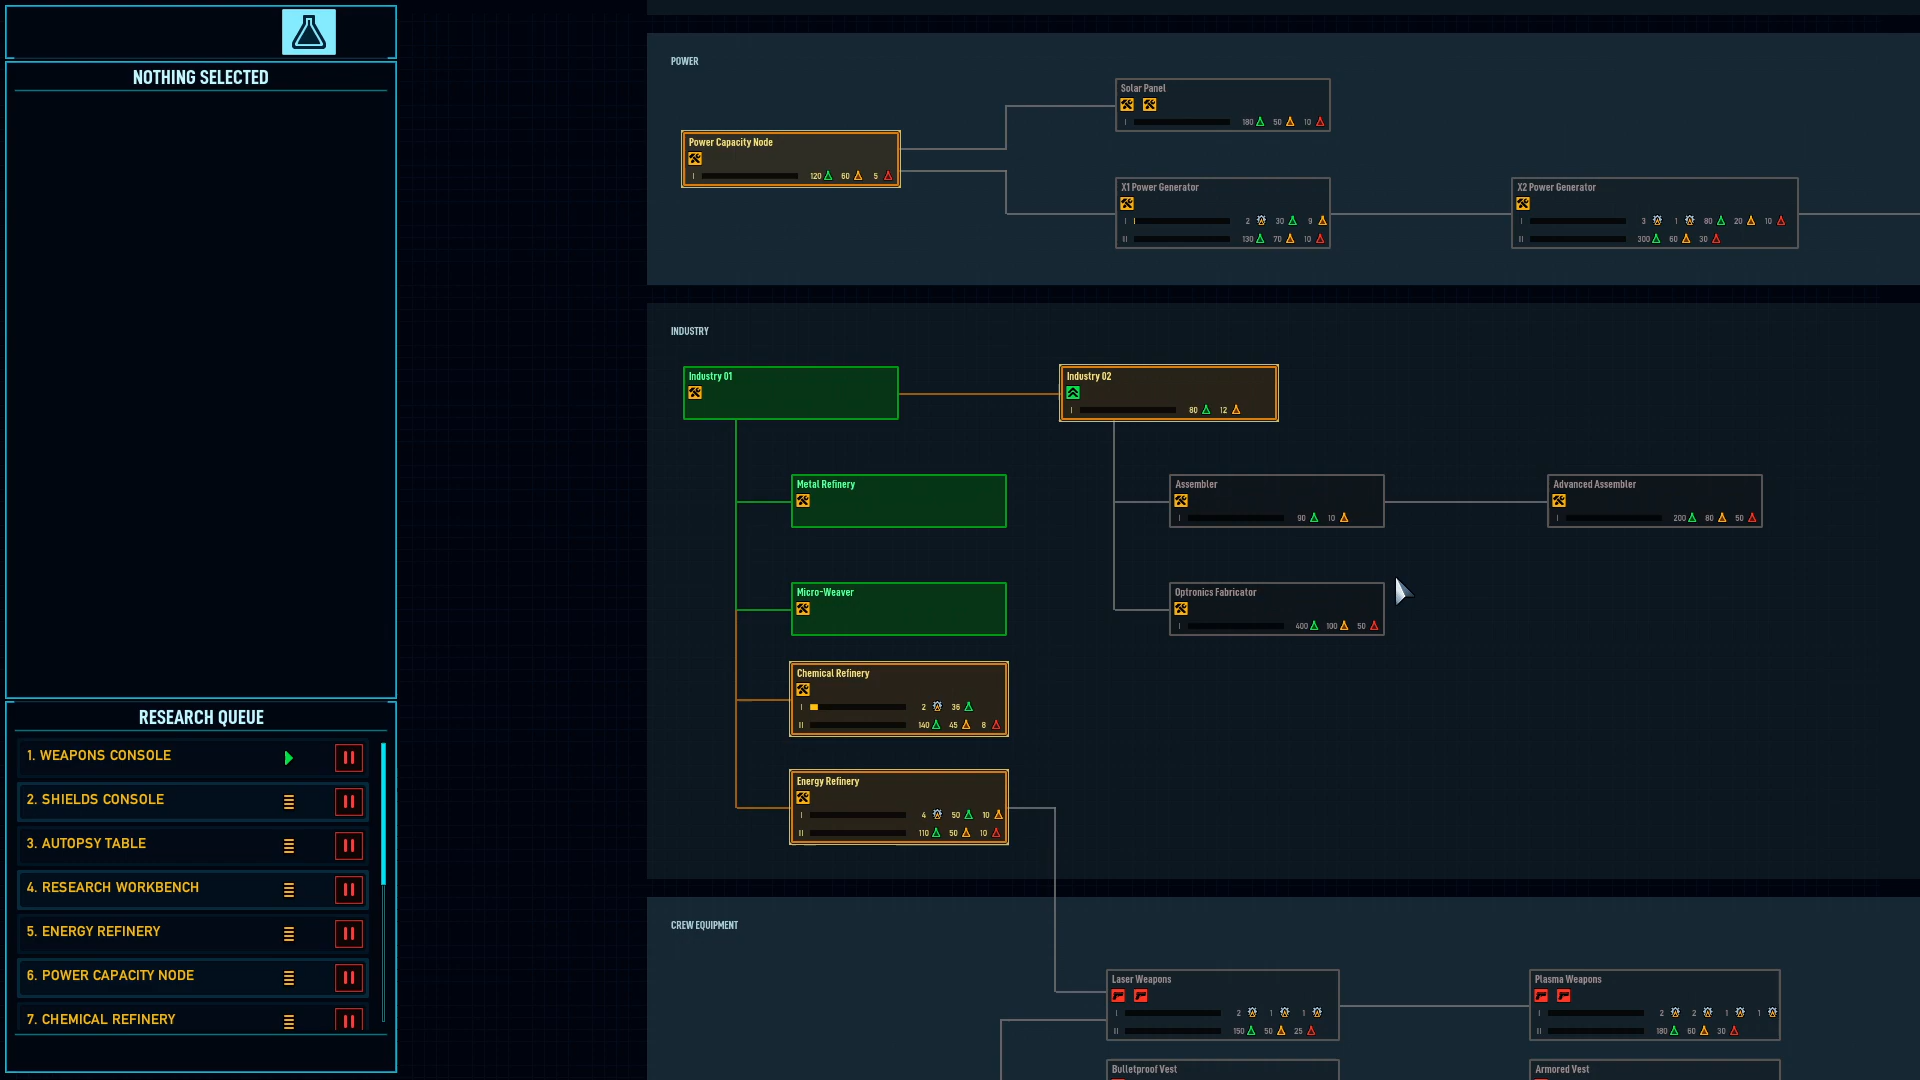 NOTHING SELECTED
RESEARCH QUEUE
1. WEAPONS CONSOLE
2. SHIELDS CONSOLE
3. AUTOPSY TABLE
4. RESEARCH WORKBENCH
5. ENERGY REFINERY
6. POWER CAPACITY NODE
7. CHEMICAL REFINERY
POWER
Power Capacity Node
I 120 60 5
Solar Panel
I 180 50 10
X1 Power Generator
I 2 30 9
II 130 70 10
X2 Power Generator
I 3 1 80 20 10
II 300 60 30
INDUSTRY
Industry 01
Industry 02
I 80 12
Metal Refinery
Assembler
I 90 10
Advanced Assembler
I 200 80 50
Micro-Weaver
Optronics Fabricator
I 400 100 50
Chemical Refinery
I 2 36
II 140 45 8
Energy Refinery
I 4 50 10
II 110 50 10
CREW EQUIPMENT
Laser Weapons
I 2 1 1
II 150 50 25
Plasma Weapons
I 2 2 1 1
II 180 60 30
Bulletproof Vest
Armored Vest